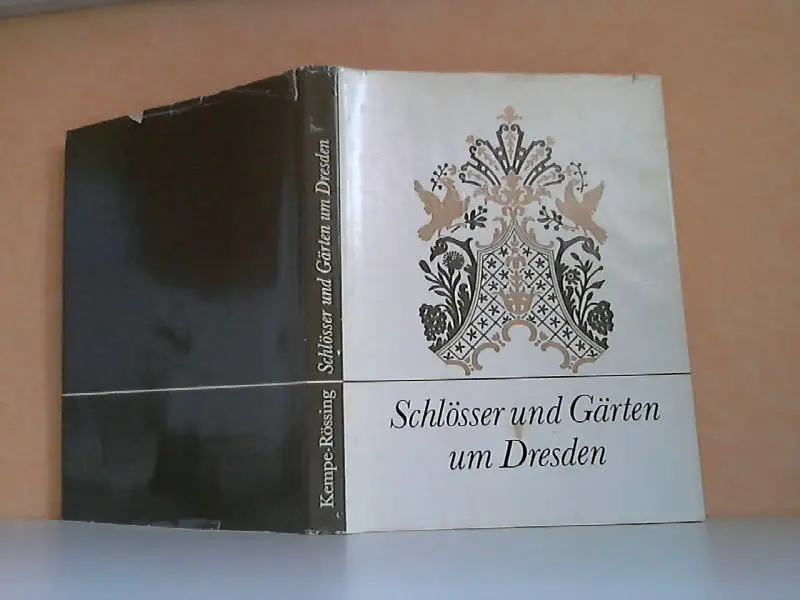 Kempe-Rössing Schlösser und Gärten um Dresden
Schlösser und Gärten
um Dresden